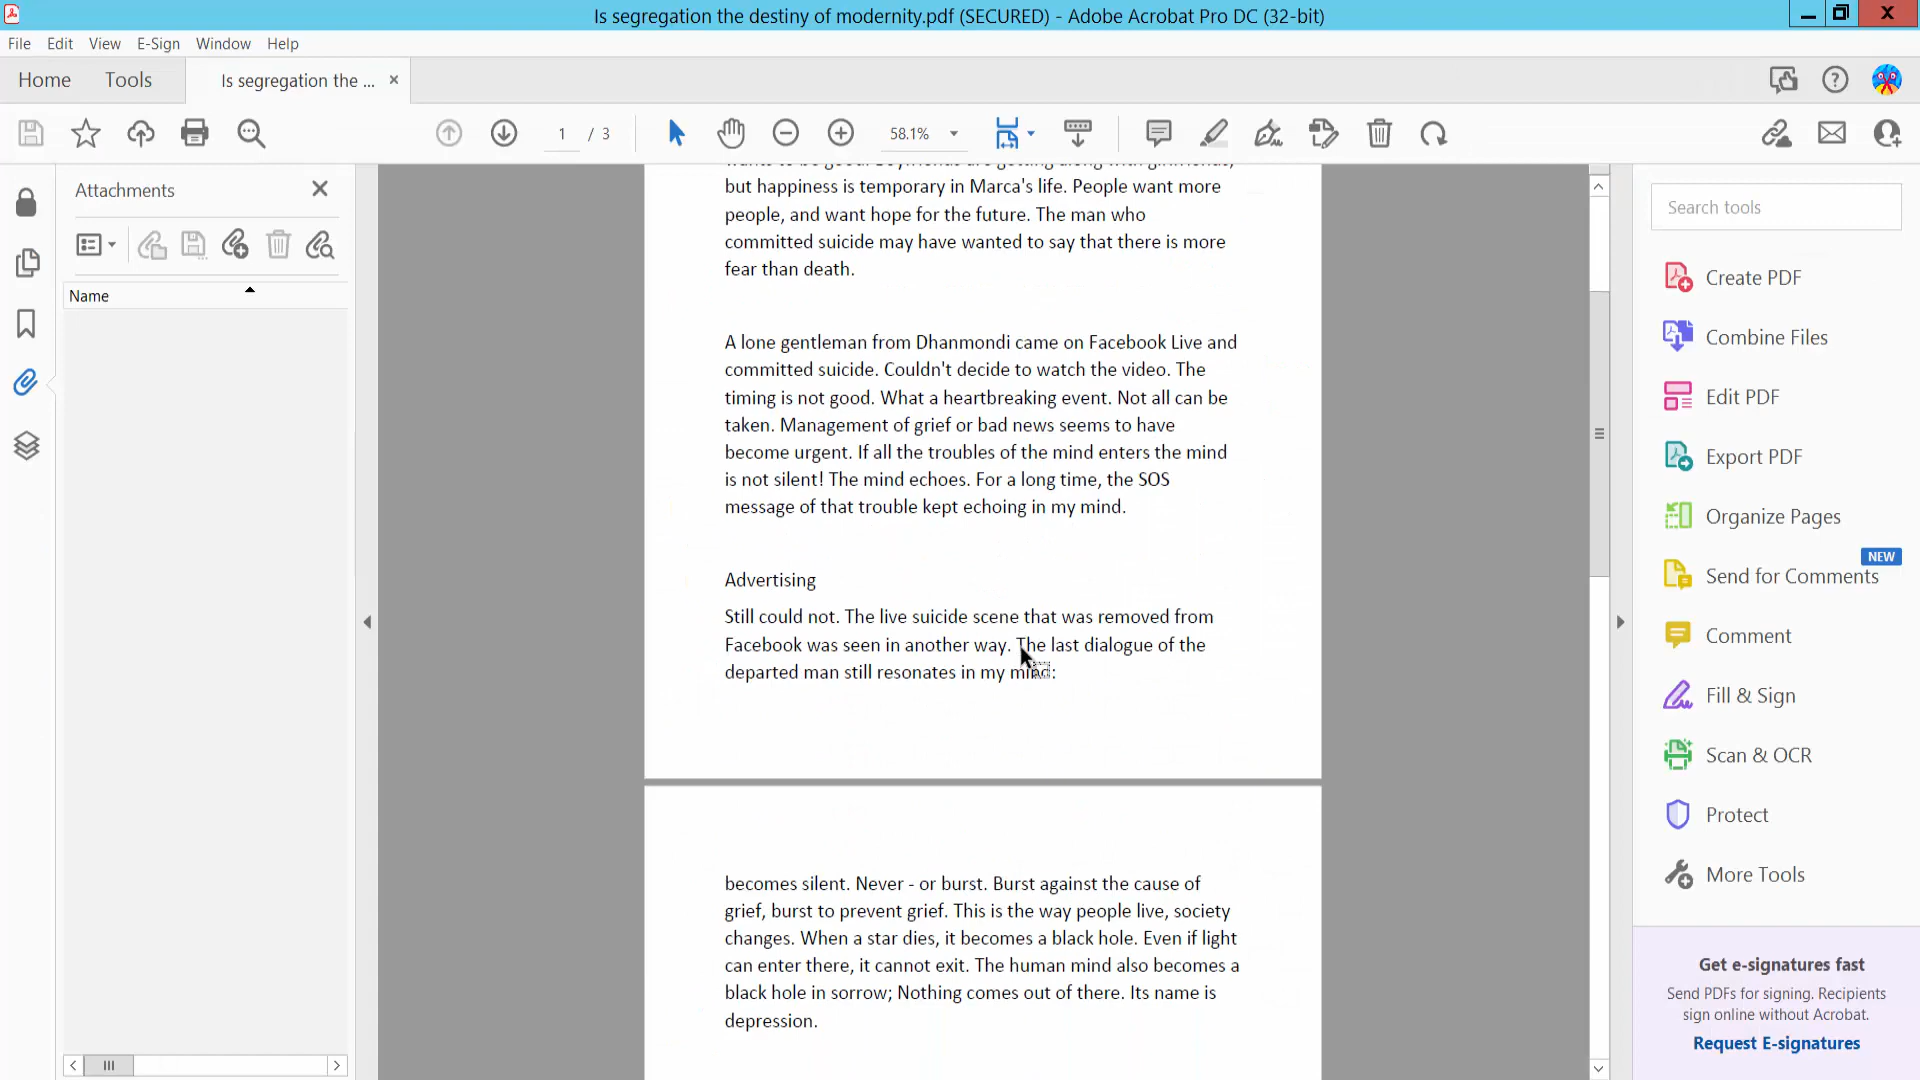 Is segregation the destiny of modernity.pdf (SECURED) - Adobe Acrobat Pro DC (32-bit)
File Edit View E-Sign Window Help
Home Tools Is segregation the ... ×
1 / 3 58.1%
Attachments
Name
but happiness is temporary in Marca's life. People want more
people, and want hope for the future. The man who
committed suicide may have wanted to say that there is more
fear than death.
A lone gentleman from Dhanmondi came on Facebook Live and
committed suicide. Couldn't decide to watch the video. The
timing is not good. What a heartbreaking event. Not all can be
taken. Management of grief or bad news seems to have
become urgent. If all the troubles of the mind enters the mind
is not silent! The mind echoes. For a long time, the SOS
message of that trouble kept echoing in my mind.
Advertising
Still could not. The live suicide scene that was removed from
Facebook was seen in another way. The last dialogue of the
departed man still resonates in my mind:
becomes silent. Never - or burst. Burst against the cause of
grief, burst to prevent grief. This is the way people live, society
changes. When a star dies, it becomes a black hole. Even if light
can enter there, it cannot exit. The human mind also becomes a
black hole in sorrow; Nothing comes out of there. Its name is
depression.
Search tools
Create PDF
Combine Files
Edit PDF
Export PDF
Organize Pages
NEW
Send for Comments
Comment
Fill & Sign
Scan & OCR
Protect
More Tools
Get e-signatures fast
Send PDFs for signing. Recipients
sign online without Acrobat.
Request E-signatures